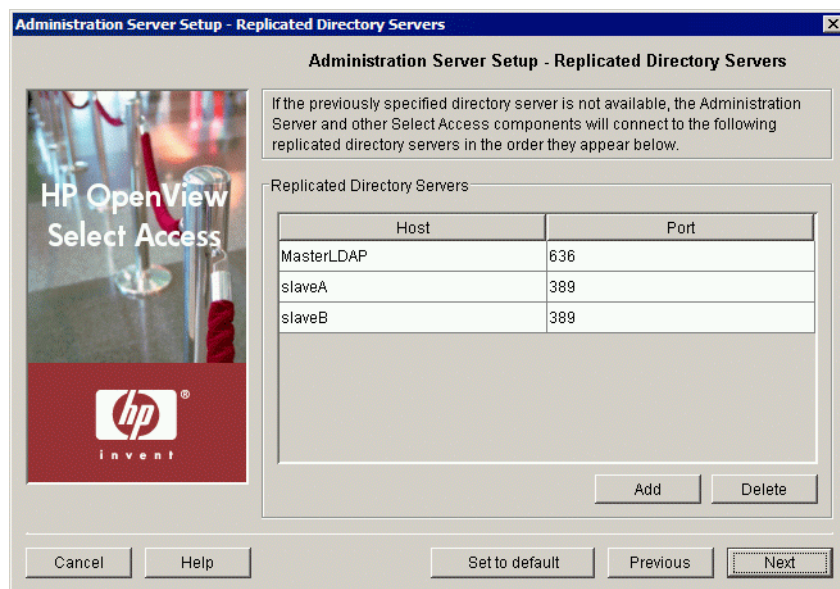 Administration Server Setup - Replicated Directory Servers
Administration Server Setup - Replicated Directory Servers
HP OpenView
Select Access
hp
®
invent
If the previously specified directory server is not available, the Administration
Server and other Select Access components will connect to the following
replicated directory servers in the order they appear below.
Replicated Directory Servers
Host Port
MasterLDAP 636
slaveA 389
slaveB 389
Add Delete
Cancel Help Set to default Previous Next